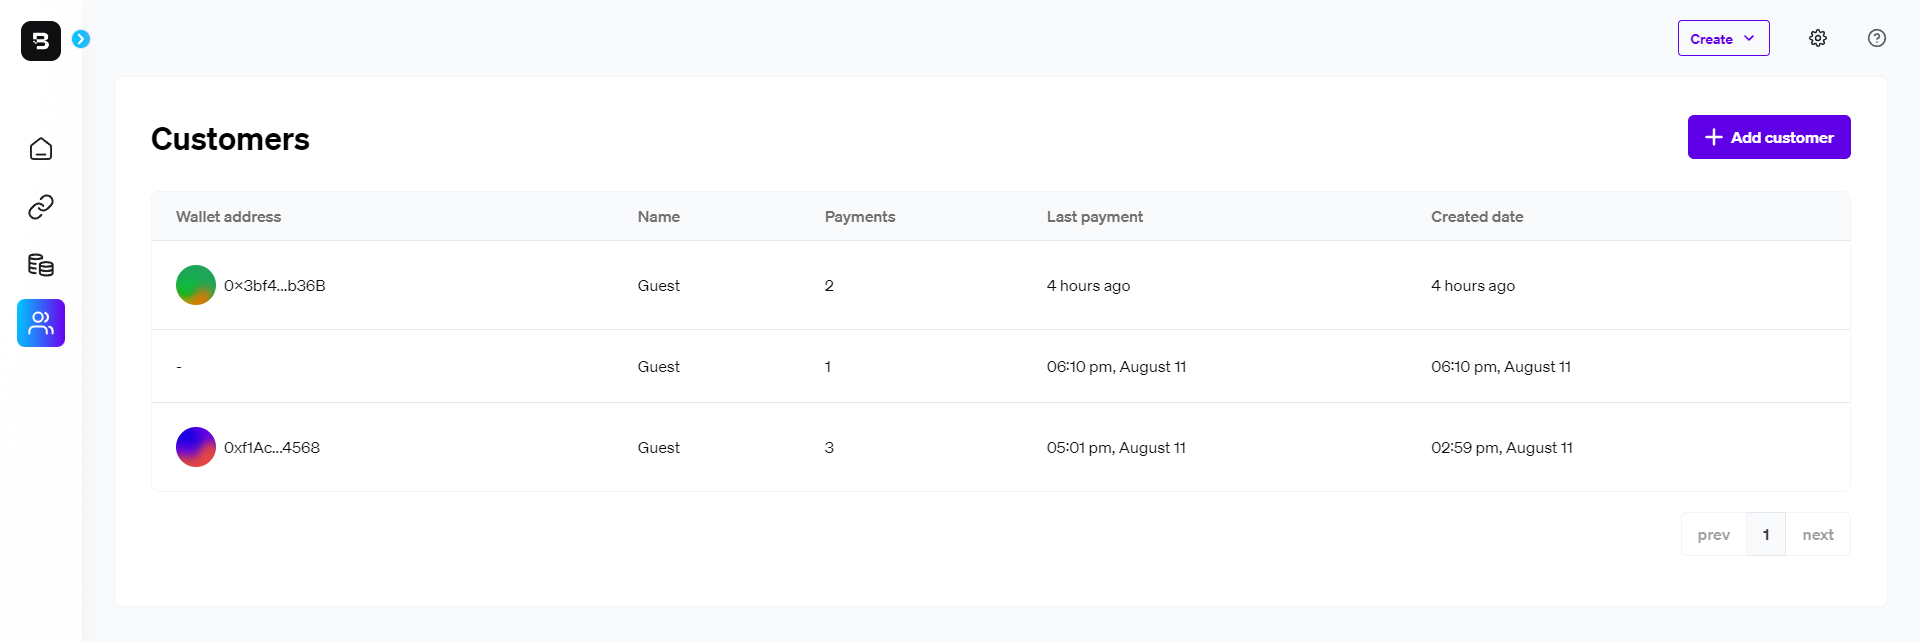 B
Create
Customers
Add customer
Wallet address Name Payments Last payment Created date
0×3bf4...b36B Guest 2 4 hours ago 4 hours ago
- Guest 1 06:10 pm, August 11 06:10 pm, August 11
0xf1Ac...4568 Guest 3 05:01 pm, August 11 02:59 pm, August 11
prev 1 next